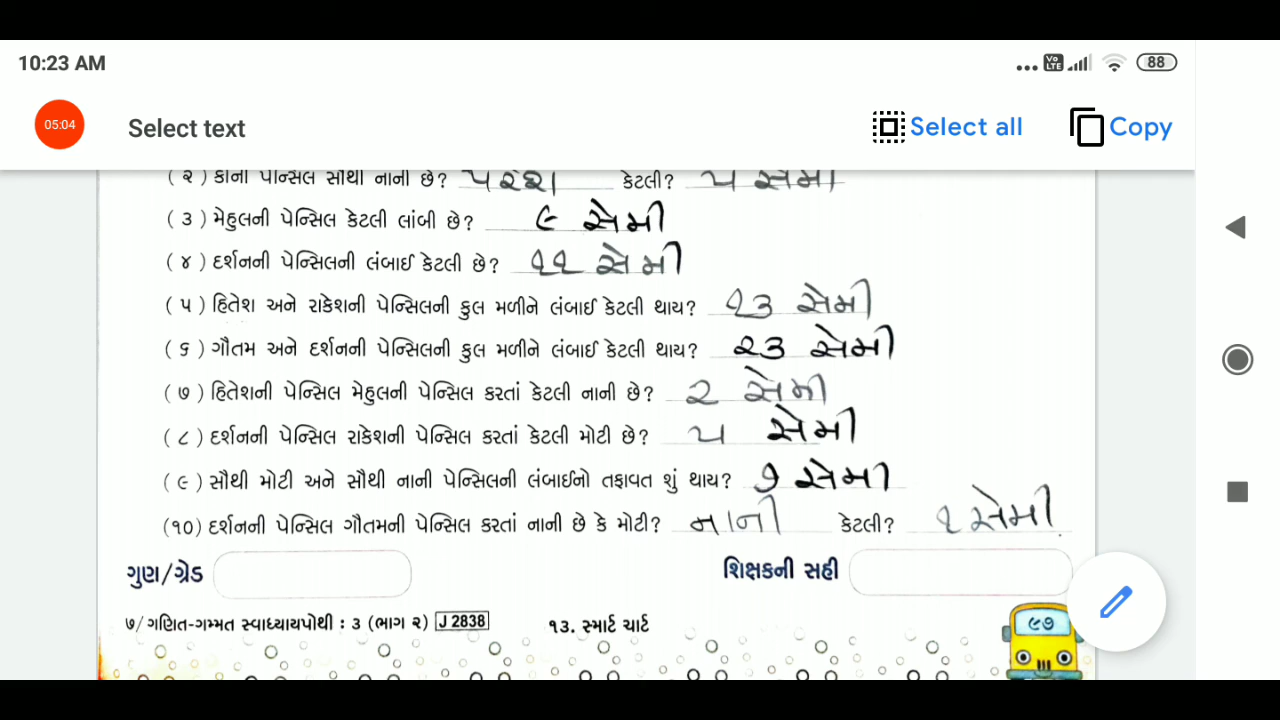 10:23 AM
88
05:04 Select text Select all Copy
(૨) કોની પેન્સિલ સૌથી નાની છે? પરેશ કેટલી? ૫ સેમી
(૩) મેહુલની પેન્સિલ કેટલી લાંબી છે? ૯ સેમી
(૪) દર્શનની પેન્સિલની લંબાઈ કેટલી છે? ૧૧ સેમી
(૫) હિતેશ અને રાકેશની પેન્સિલની કુલ મળીને લંબાઈ કેટલી થાય? ૧૩ સેમી
(૬) ગૌતમ અને દર્શનની પેન્સિલની કુલ મળીને લંબાઈ કેટલી થાય? ૨૩ સેમી
(૭) હિતેશની પેન્સિલ મેહુલની પેન્સિલ કરતાં કેટલી નાની છે? ૨ સેમી
(૮) દર્શનની પેન્સિલ રાકેશની પેન્સિલ કરતાં કેટલી મોટી છે? ૫ સેમી
(૯) સૌથી મોટી અને સૌથી નાની પેન્સિલની લંબાઈનો તફાવત શું થાય? ૭ સેમી
(૧૦) દર્શનની પેન્સિલ ગૌતમની પેન્સિલ કરતાં નાની છે કે મોટી? નાની કેટલી? ૧ સેમી
ગુણ/ગ્રેડ શિક્ષકની સહી
૭/ગણિત-ગમ્મત સ્વાધ્યાયપોથી : ૩ (ભાગ ૨) J 2838 ૧૩. સ્માર્ટ ચાર્ટ ૯૭